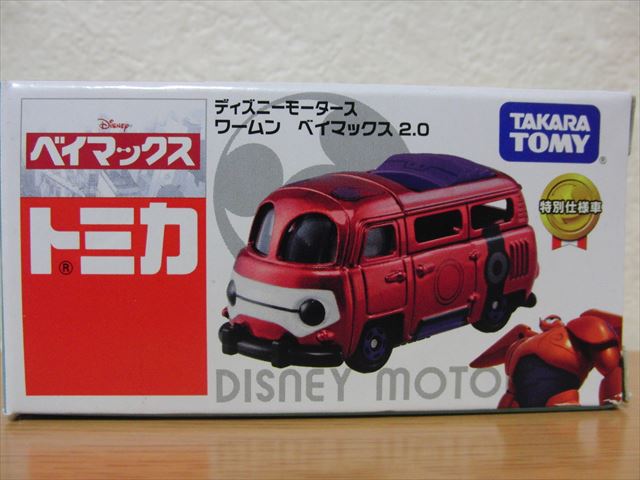 Disney
ベイマックス
トミカ
®
ディズニーモータース
ワームン ベイマックス 2.0
TAKARA
TOMY
®
特別仕様車
DISNEY MOTO